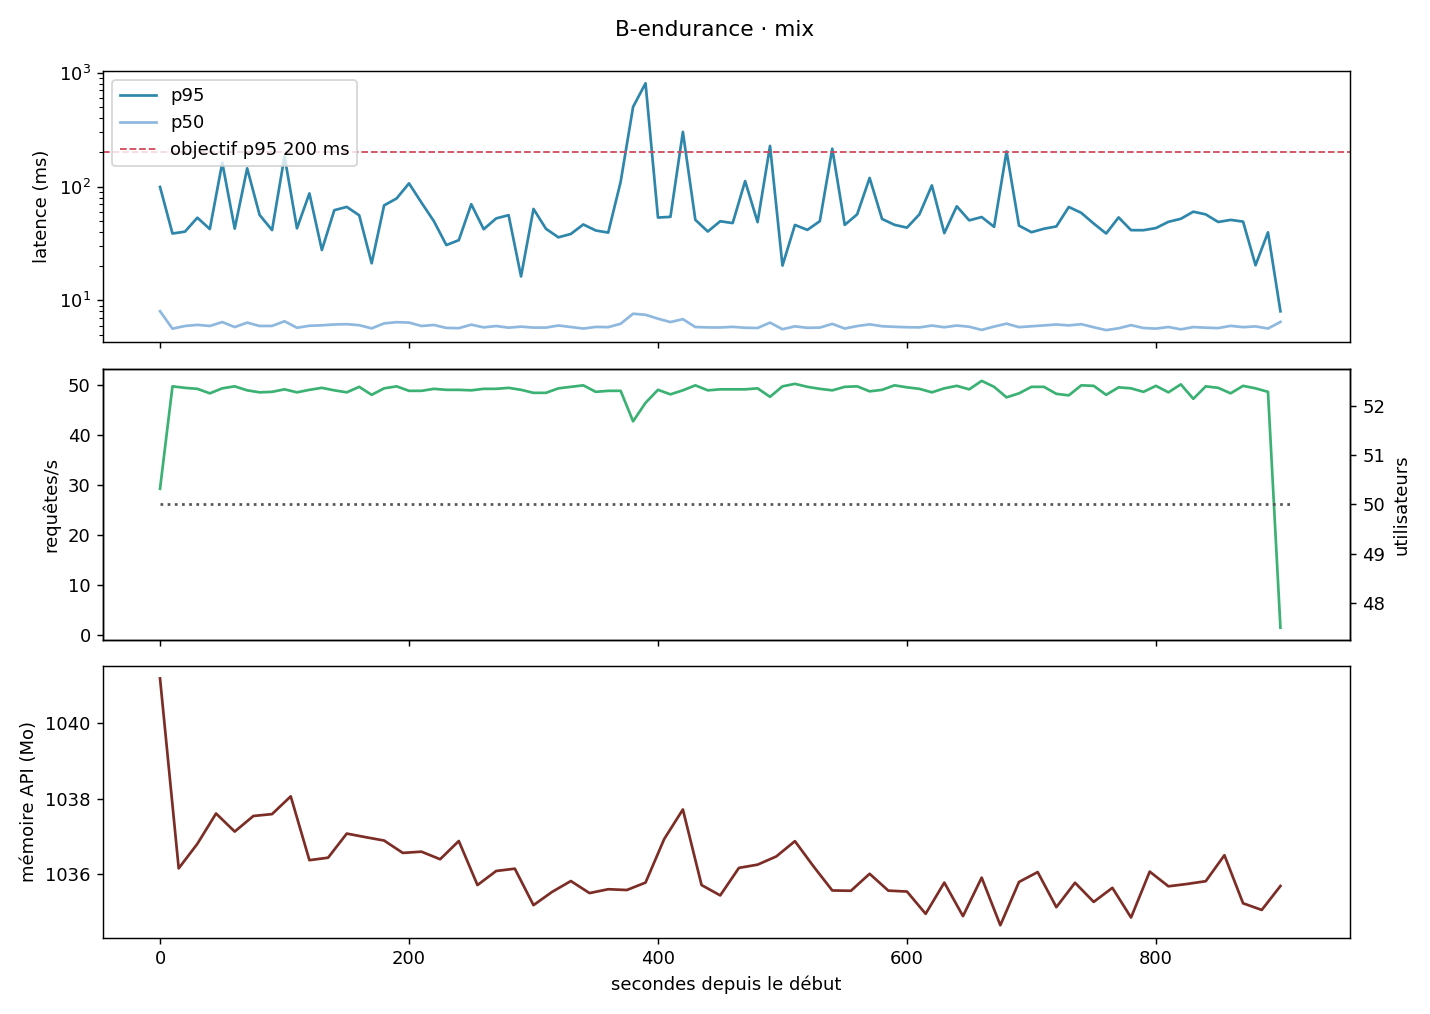 B-endurance · mix
p95
p50
objectif p95 200 ms
10³
10²
10¹
latence (ms)
50
40
30
20
10
0
requêtes/s
52
51
50
49
48
utilisateurs
1040
1038
1036
mémoire API (Mo)
0 200 400 600 800
secondes depuis le début